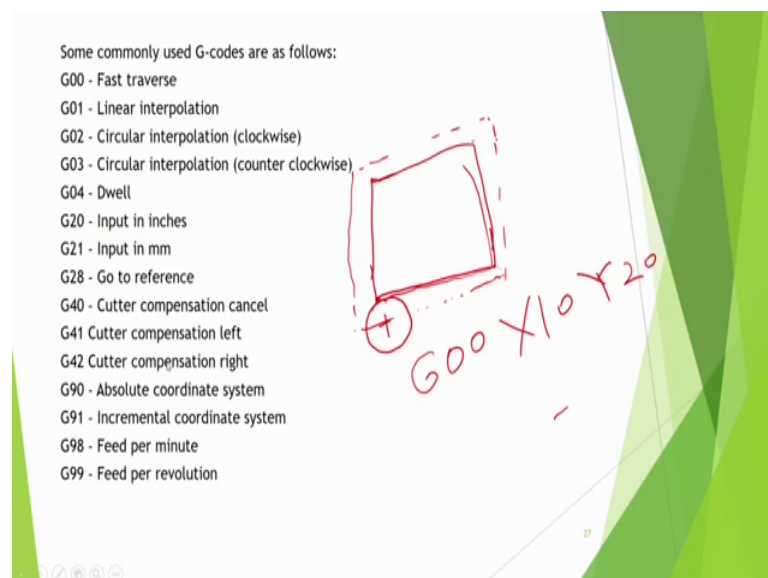 Some commonly used G-codes are as follows:
G00 - Fast traverse
G01 - Linear interpolation
G02 - Circular interpolation (clockwise)
G03 - Circular interpolation (counter clockwise)
G04 - Dwell
G20 - Input in inches
G21 - Input in mm
G28 - Go to reference
G40 - Cutter compensation cancel
G41 Cutter compensation left
G42 Cutter compensation right
G90 - Absolute coordinate system
G91 - Incremental coordinate system
G98 - Feed per minute
G99 - Feed per revolution
G00 X10 Y20
27